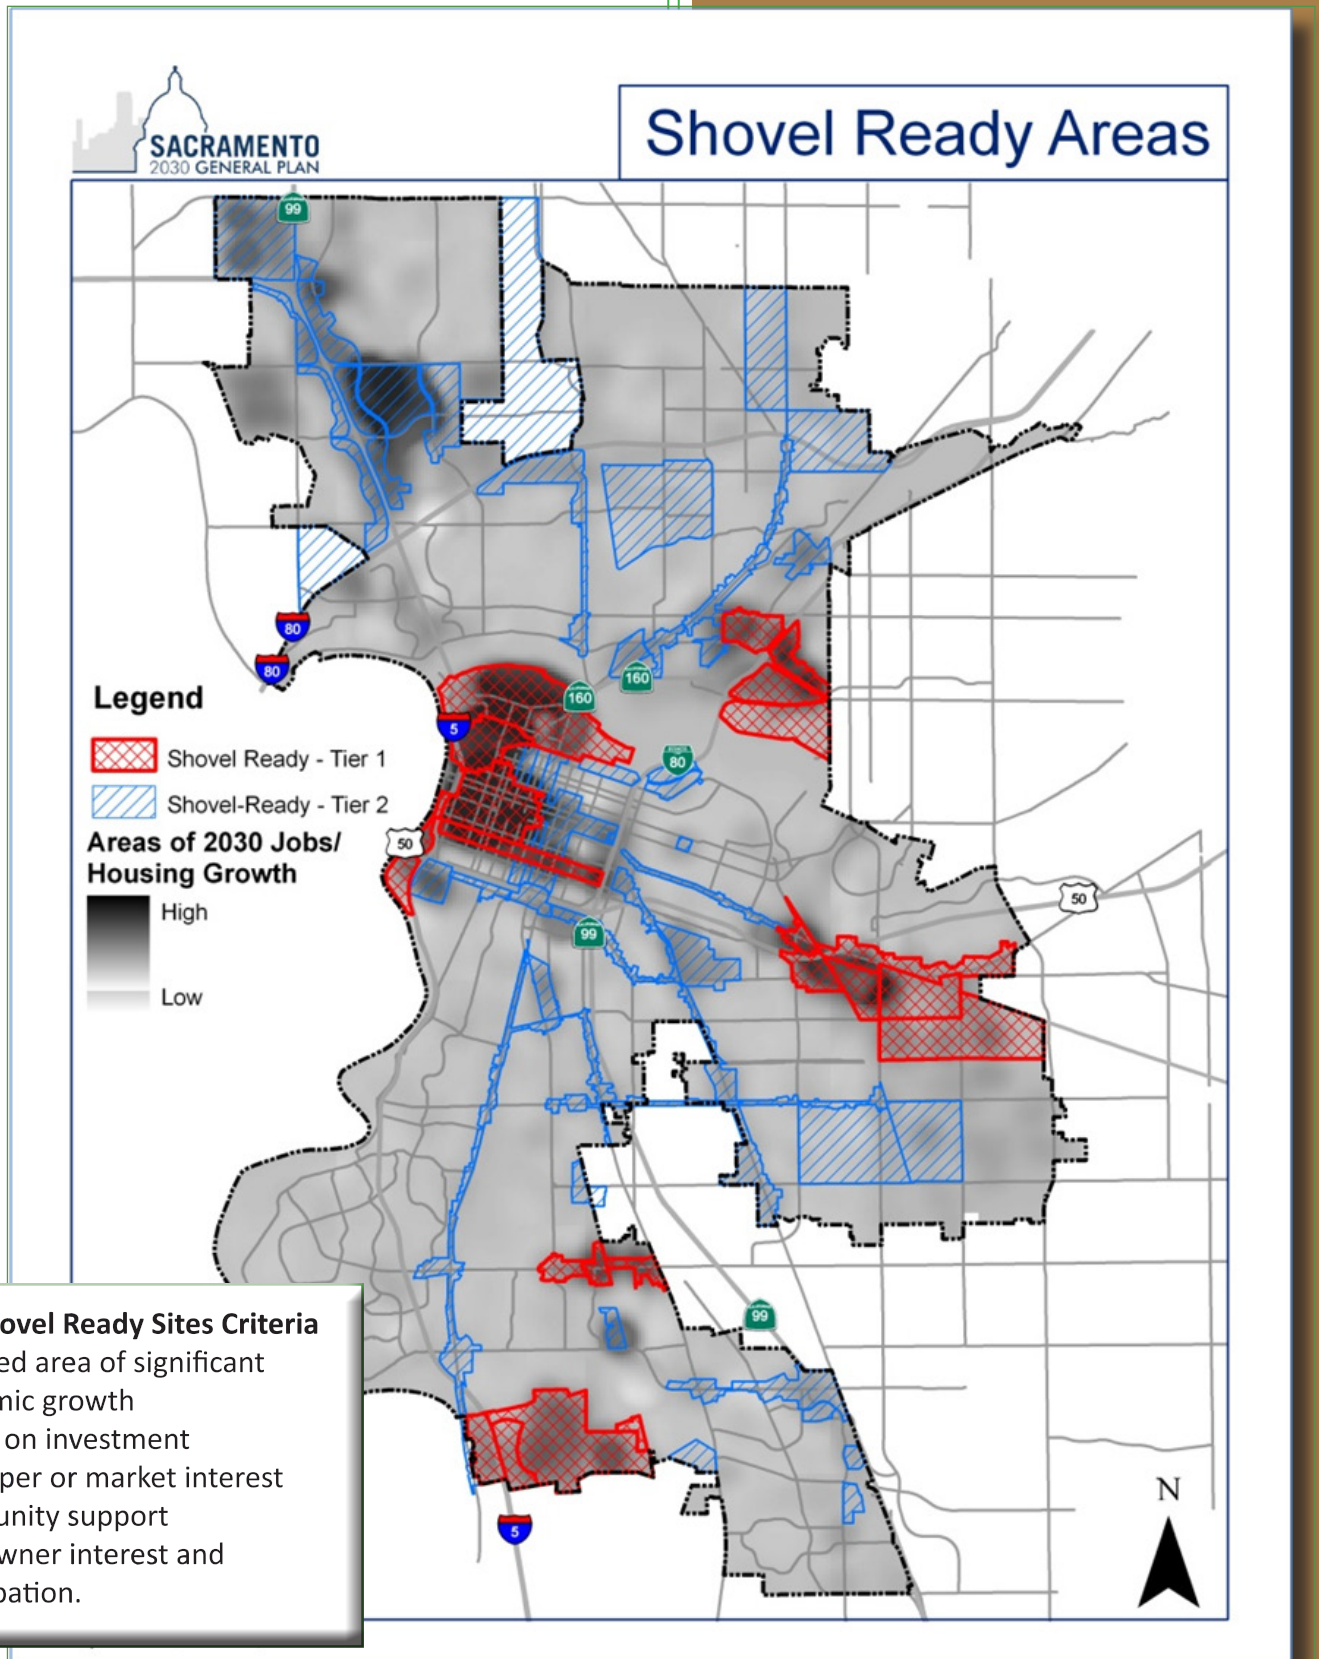 SACRAMENTO
2030 GENERAL PLAN
Shovel Ready Areas
99
80
80
160
160
5
80
50
50
99
99
5
Legend
Shovel Ready - Tier 1
Shovel-Ready - Tier 2
Areas of 2030 Jobs/
Housing Growth
High
Low
ovel Ready Sites Criteria
ed area of significant
mic growth
on investment
per or market interest
unity support
wner interest and
pation.
N